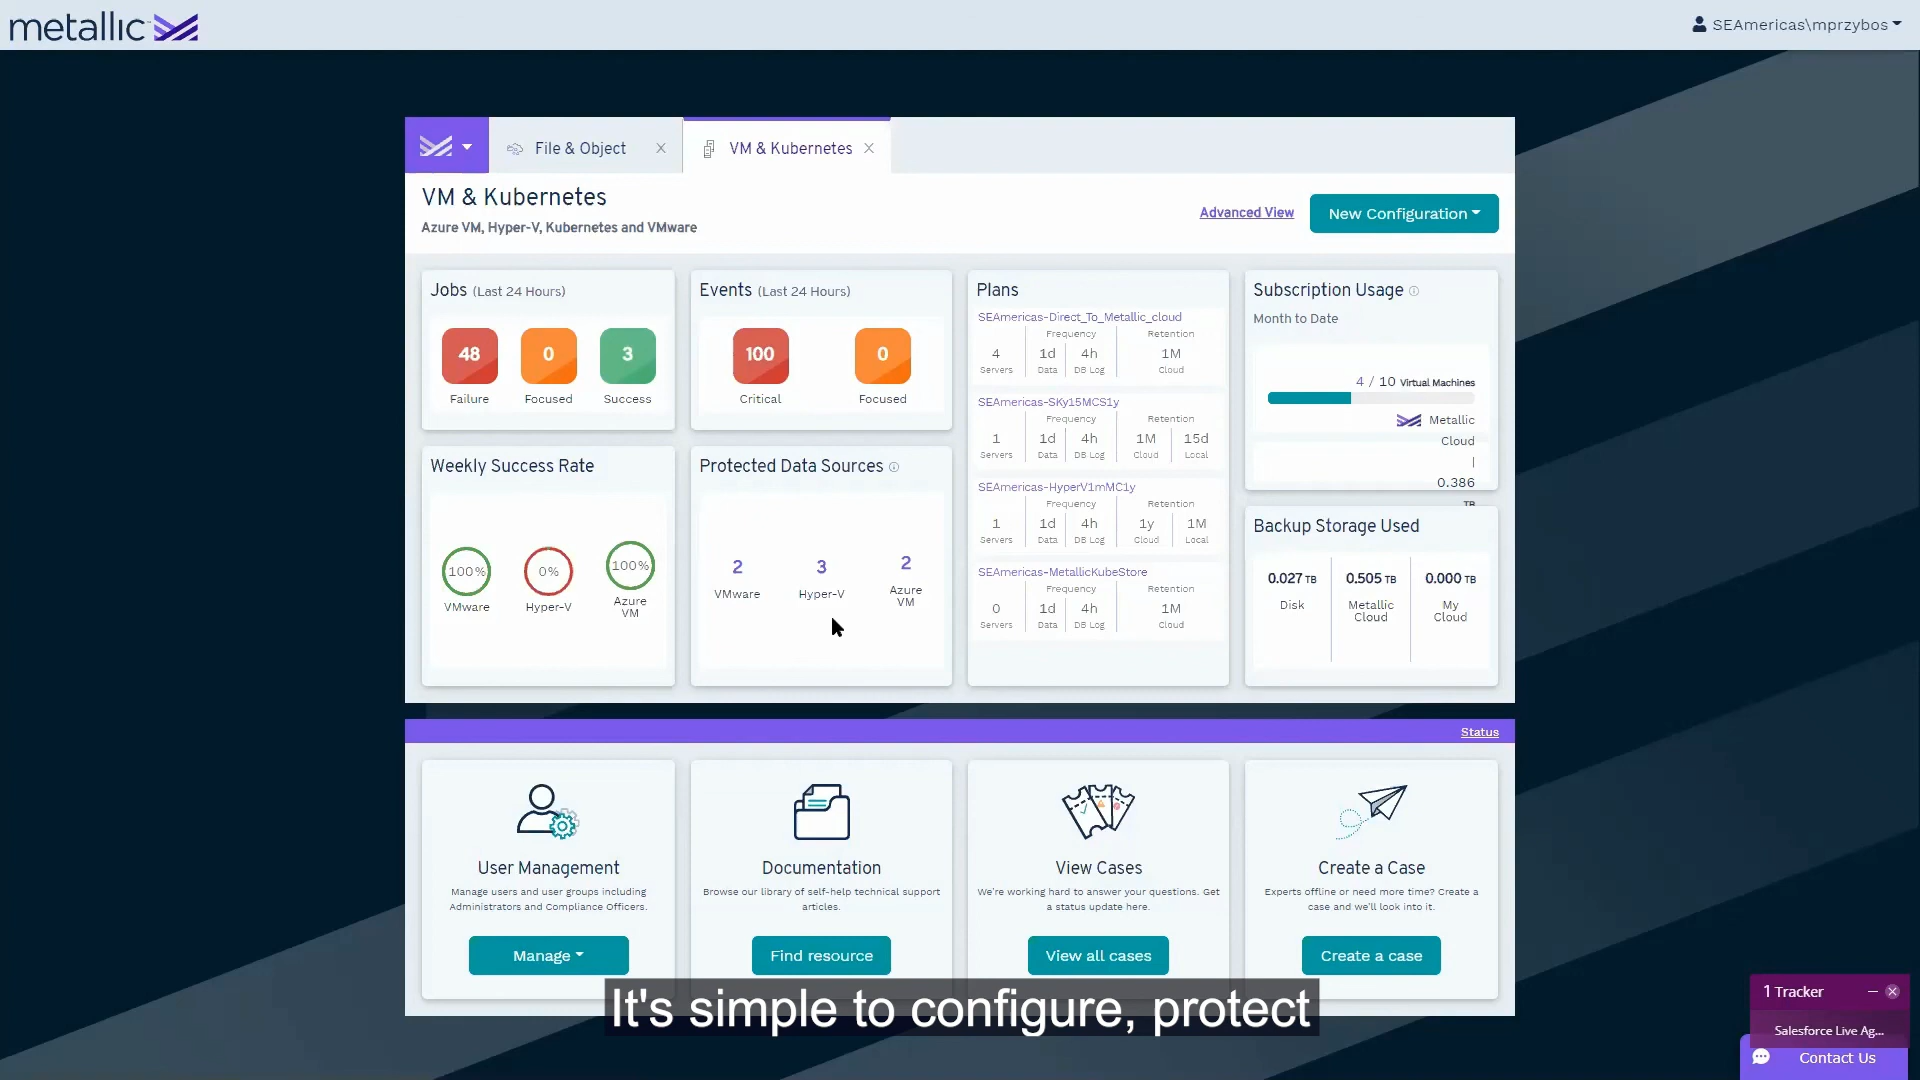 metallic
SEAmericas\mprzybos
File & Object
VM & Kubernetes
VM & Kubernetes
Azure VM, Hyper-V, Kubernetes and VMware
Advanced View
New Configuration
Jobs (Last 24 Hours)
48
0
3
Failure
Focused
Success
Events (Last 24 Hours)
100
0
Critical
Focused
Weekly Success Rate
100%
0%
100%
VMware
Hyper-V
Azure
VM
Protected Data Sources
2
3
2
VMware
Hyper-V
Azure
VM
Plans
SEAmericas-Direct_To_Metallic_cloud
Frequency Retention
4 1d 4h 1M
Servers Data DB Log Cloud
SEAmericas-SKy15MCS1y
Frequency Retention
1 1d 4h 1M 15d
Servers Data DB Log Cloud Local
SEAmericas-HyperV1mMC1y
Frequency Retention
1 1d 4h 1y 1M
Servers Data DB Log Cloud Local
SEAmericas-MetallicKubeStore
Frequency Retention
0 1d 4h 1M
Servers Data DB Log Cloud
Subscription Usage
Month to Date
4 / 10 Virtual Machines
Metallic
Cloud
|
0.386
TB
Backup Storage Used
0.027 TB 0.505 TB 0.000 TB
Disk Metallic My
Cloud Cloud
Status
User Management
Manage users and user groups including
Administrators and Compliance Officers.
Manage
Documentation
Browse our library of self-help technical support
articles.
Find resource
View Cases
We're working hard to answer your questions. Get
a status update here.
View all cases
Create a Case
Experts offline or need more time? Create a
case and we'll look into it.
Create a case
It's simple to configure, protect
1 Tracker
Salesforce Live Ag...
Contact Us